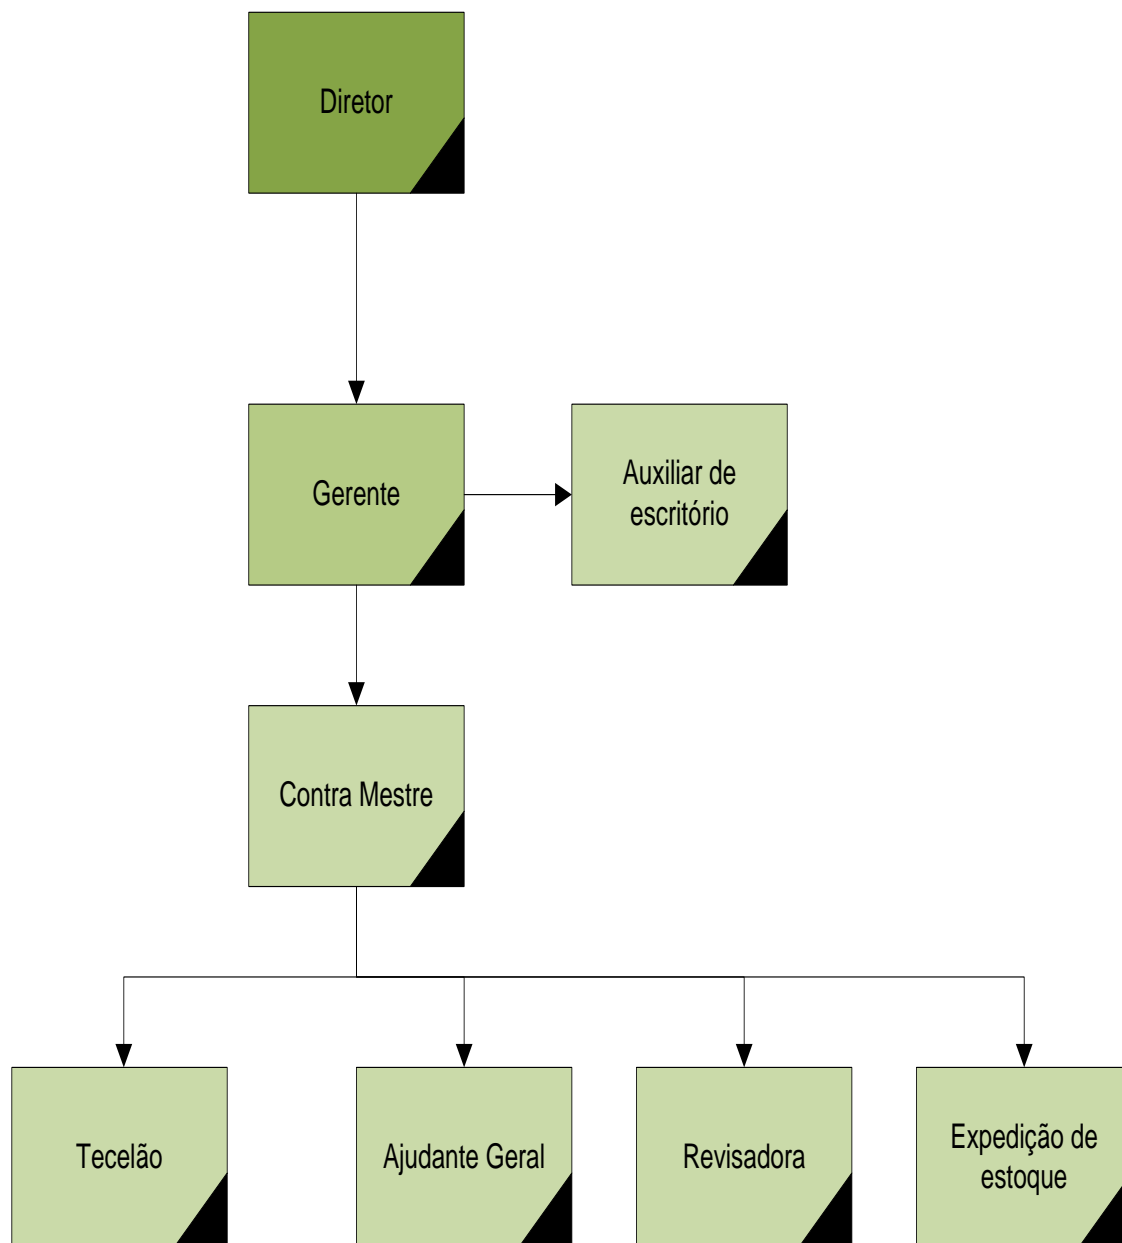 Diretor
Gerente
Auxiliar de
escritório
Contra Mestre
Tecelão
Ajudante Geral
Revisadora
Expedição de
estoque